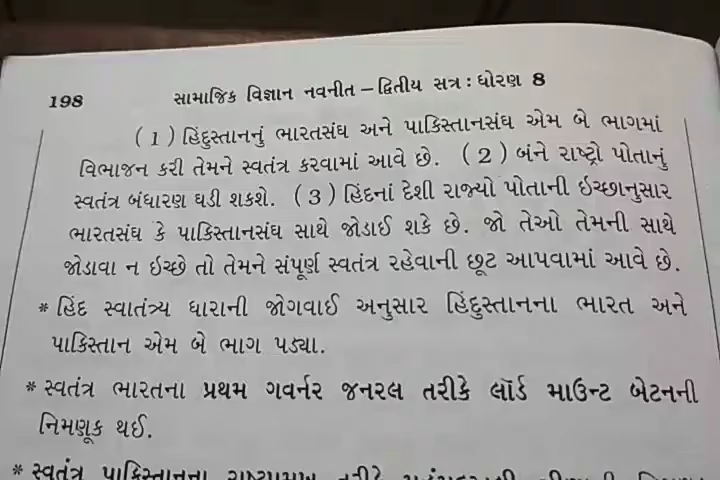 198
સામાજિક વિજ્ઞાન નવનીત – દ્વિતીય સત્ર : ધોરણ 8
( 1 ) હિંદુસ્તાનનું ભારતસંઘ અને પાકિસ્તાનસંઘ એમ બે ભાગમાં
વિભાજન કરી તેમને સ્વતંત્ર કરવામાં આવે છે. ( 2 ) બંને રાષ્ટ્રો પોતાનું
સ્વતંત્ર બંધારણ ઘડી શકશે. ( 3 ) હિંદનાં દેશી રાજ્યો પોતાની ઇચ્છાનુસાર
ભારતસંઘ કે પાકિસ્તાનસંઘ સાથે જોડાઈ શકે છે. જો તેઓ તેમની સાથે
જોડાવા ન ઇચ્છે તો તેમને સંપૂર્ણ સ્વતંત્ર રહેવાની છૂટ આપવામાં આવે છે.
* હિંદ સ્વાતંત્ર્ય ધારાની જોગવાઈ અનુસાર હિંદુસ્તાનના ભારત અને
પાકિસ્તાન એમ બે ભાગ પડ્યા.
* સ્વતંત્ર ભારતના પ્રથમ ગવર્નર જનરલ તરીકે લૉર્ડ માઉન્ટ બેટનની
નિમણૂક થઈ.
* સ્વતંત્ર પાકિસ્તાનના